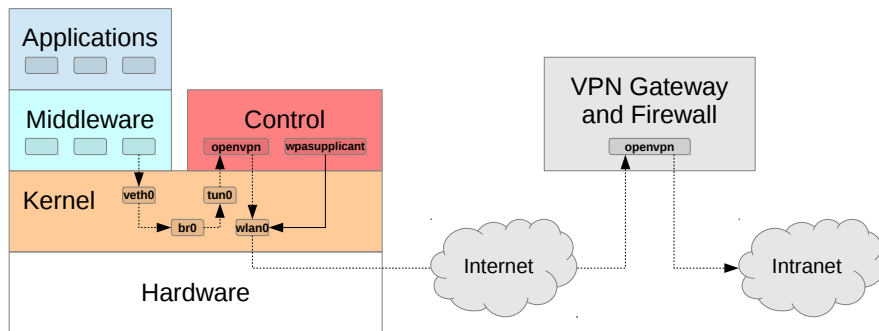 Applications
Middleware
Control
openvpn
wpasupplicant
Kernel
veth0
tun0
br0
wlan0
Hardware
VPN Gateway
and Firewall
openvpn
Internet
Intranet